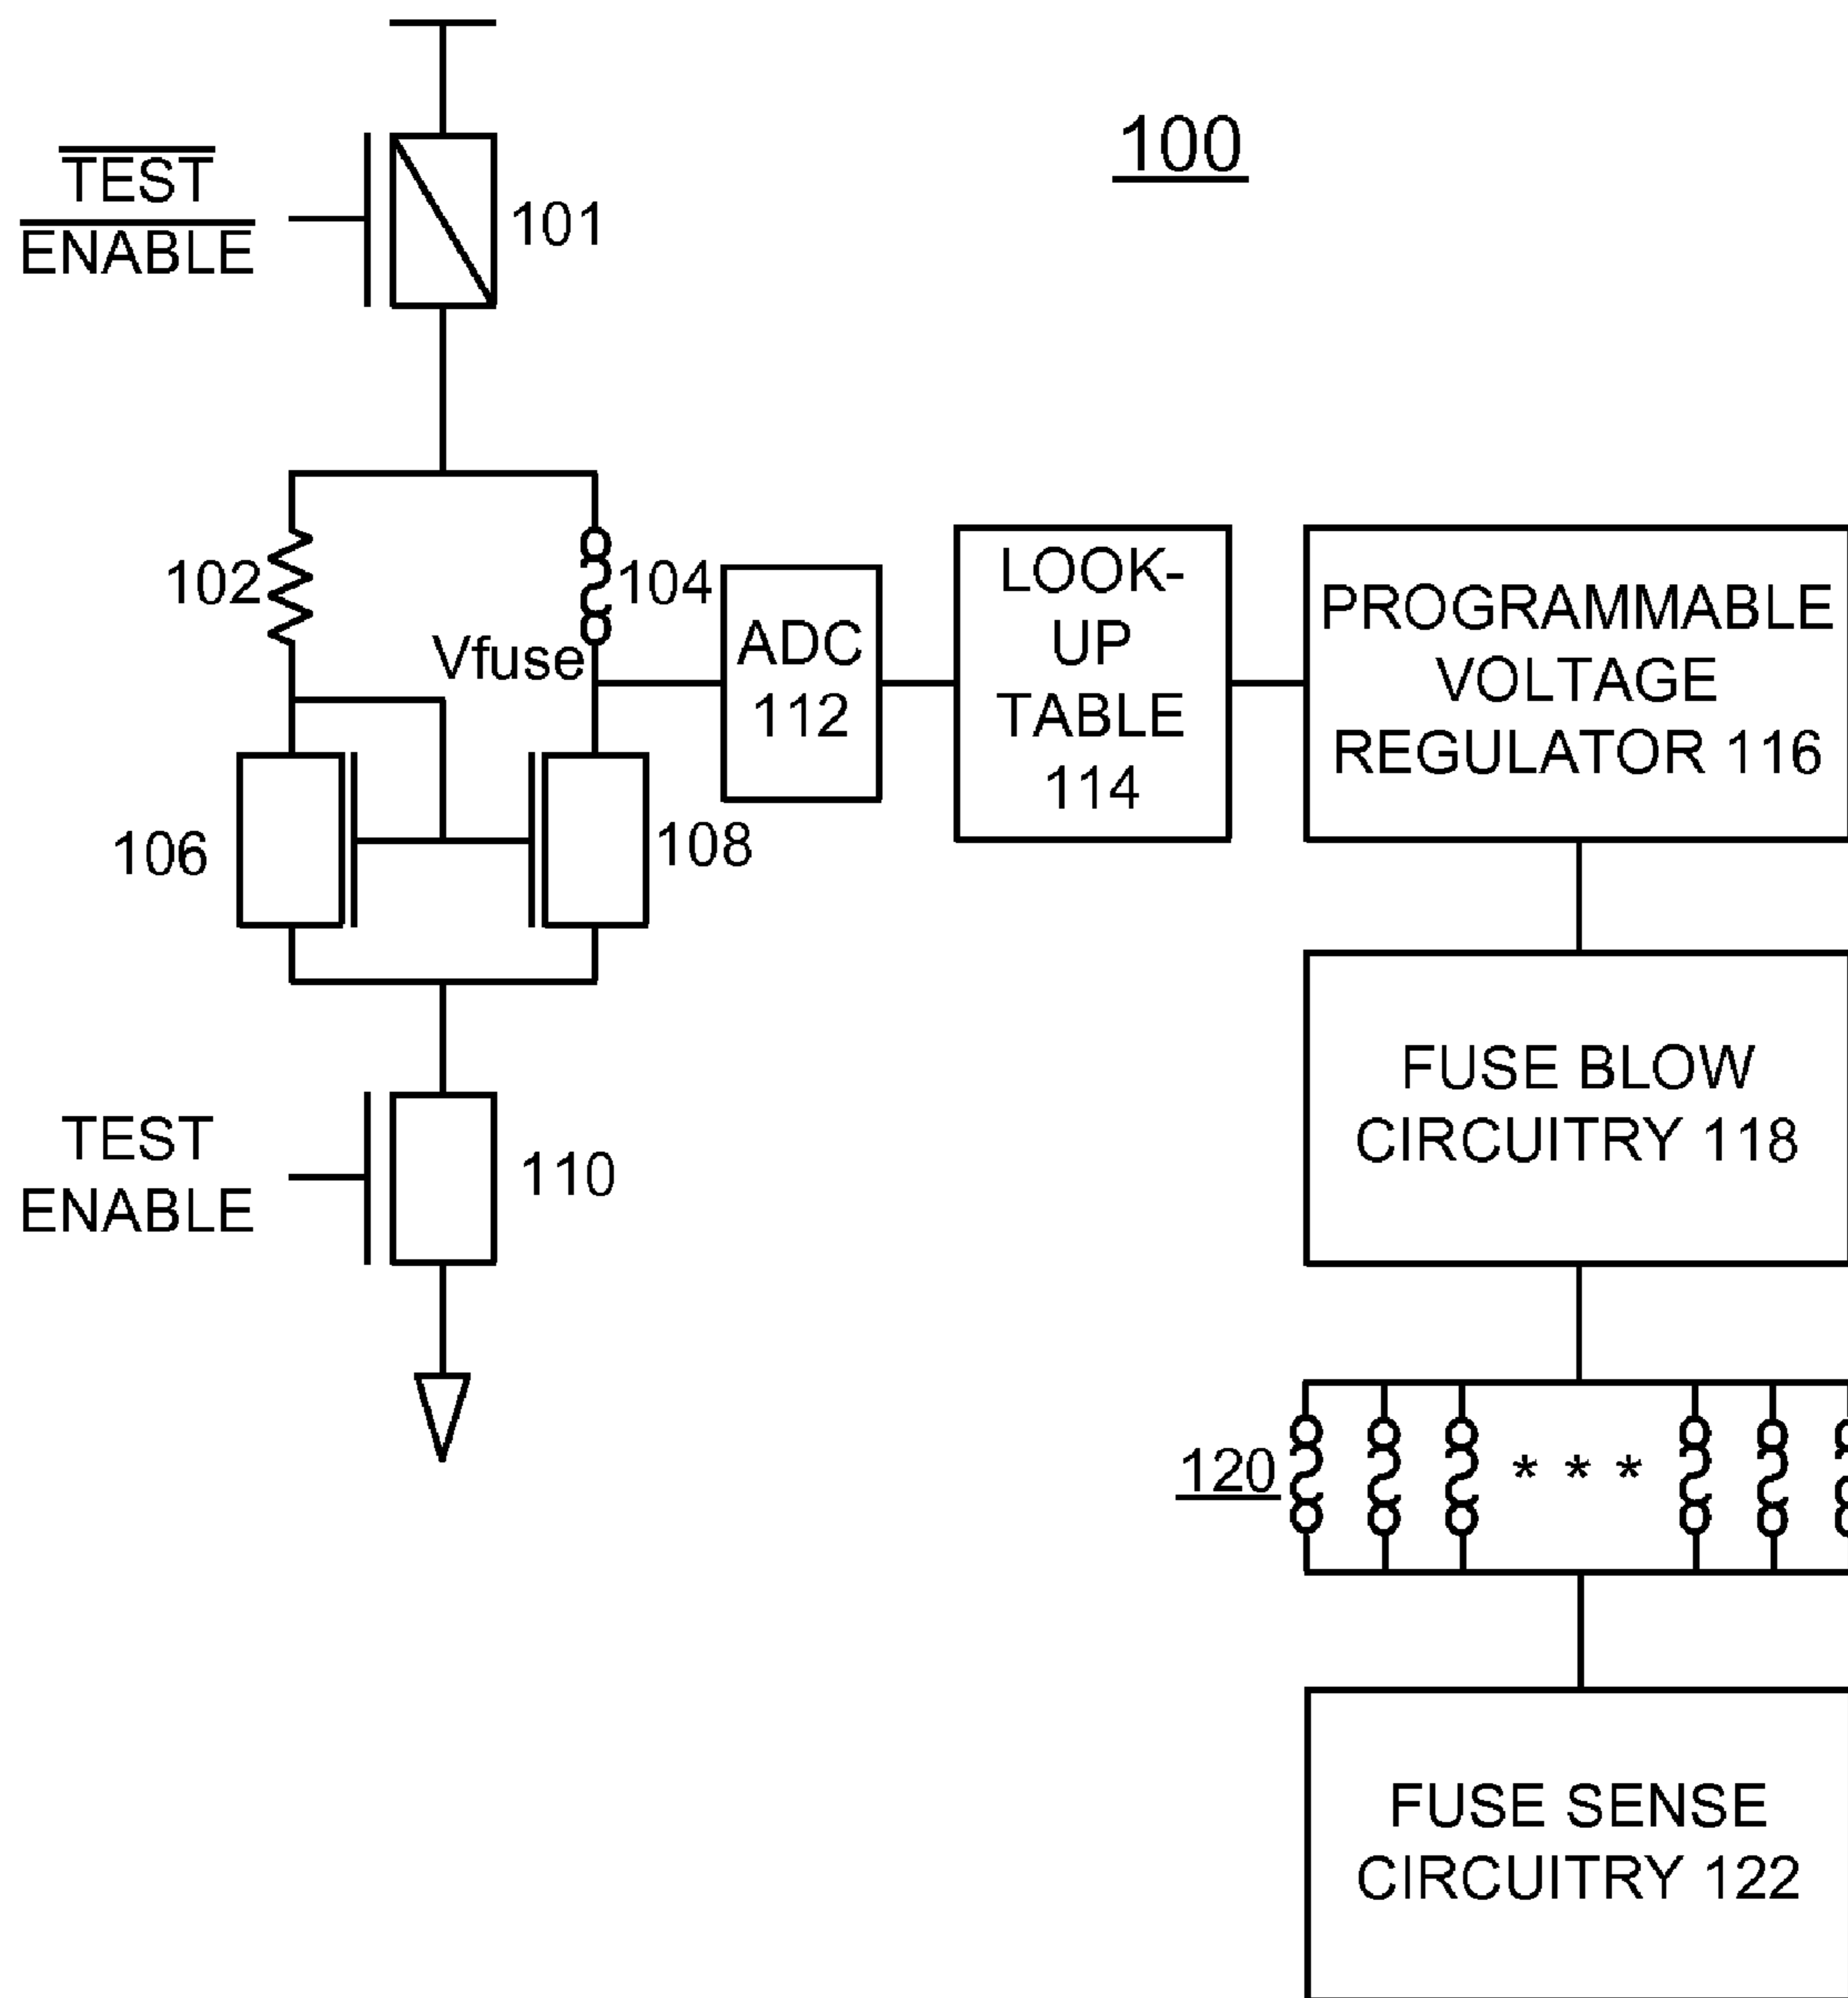 100
TEST
ENABLE
101
102
104
Vfuse
ADC
112
LOOK-
UP
TABLE
114
PROGRAMMABLE
VOLTAGE
REGULATOR 116
106
108
FUSE BLOW
CIRCUITRY 118
TEST
ENABLE
110
120
* * *
FUSE SENSE
CIRCUITRY 122